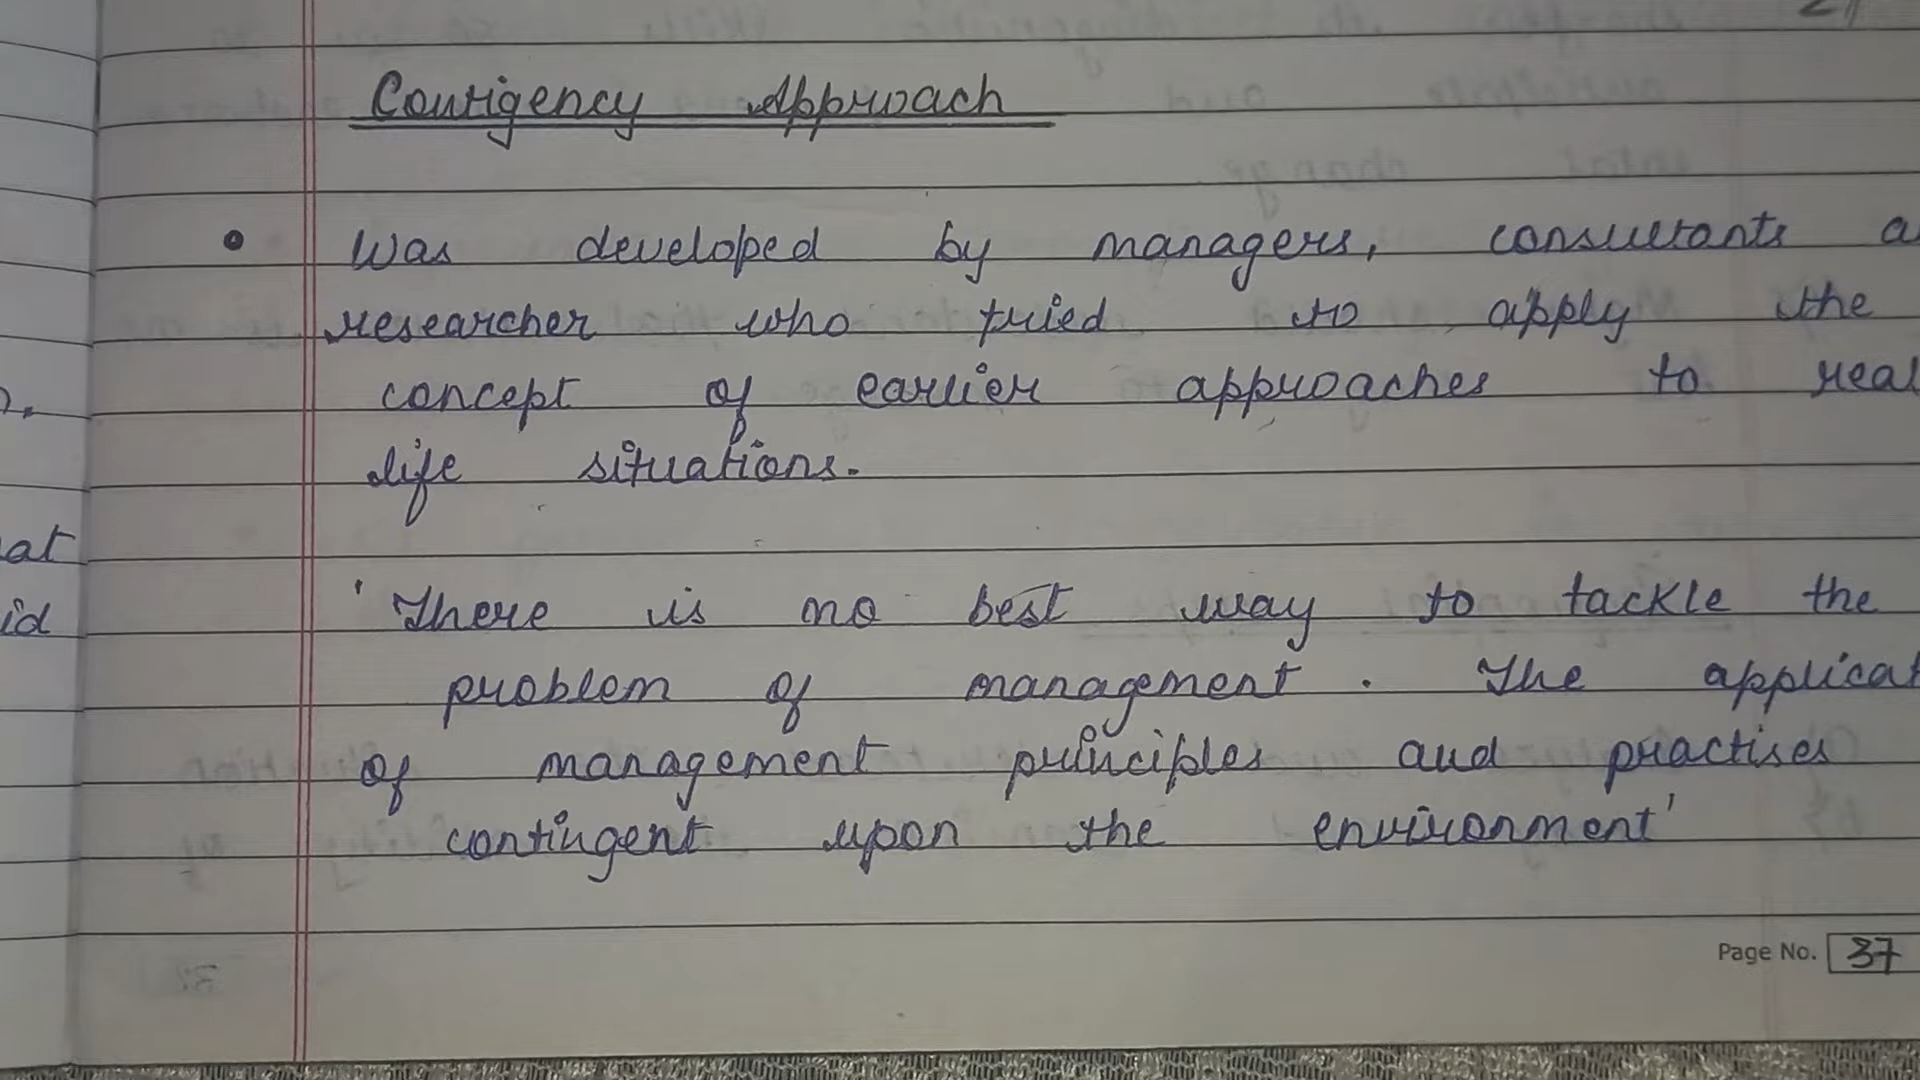 Contigency Approach
• Was developed by managers, consultants a
researcher who tried to apply the
concept of earlier approaches to real
life situations.
at
id
'There is no best way to tackle the
problem of management. The applicat
of management principles and practises
contingent upon the environment'
Page No. 37